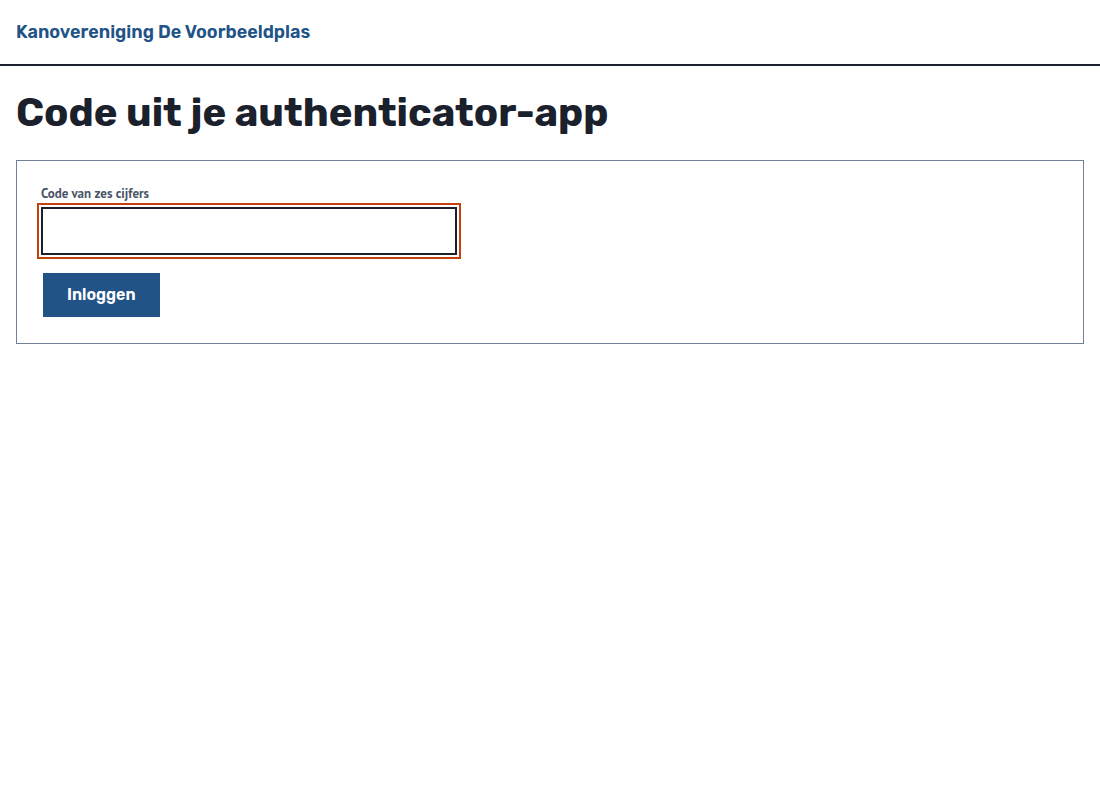 Kanovereniging De Voorbeeldplas
Code uit je authenticator-app
Code van zes cijfers
Inloggen